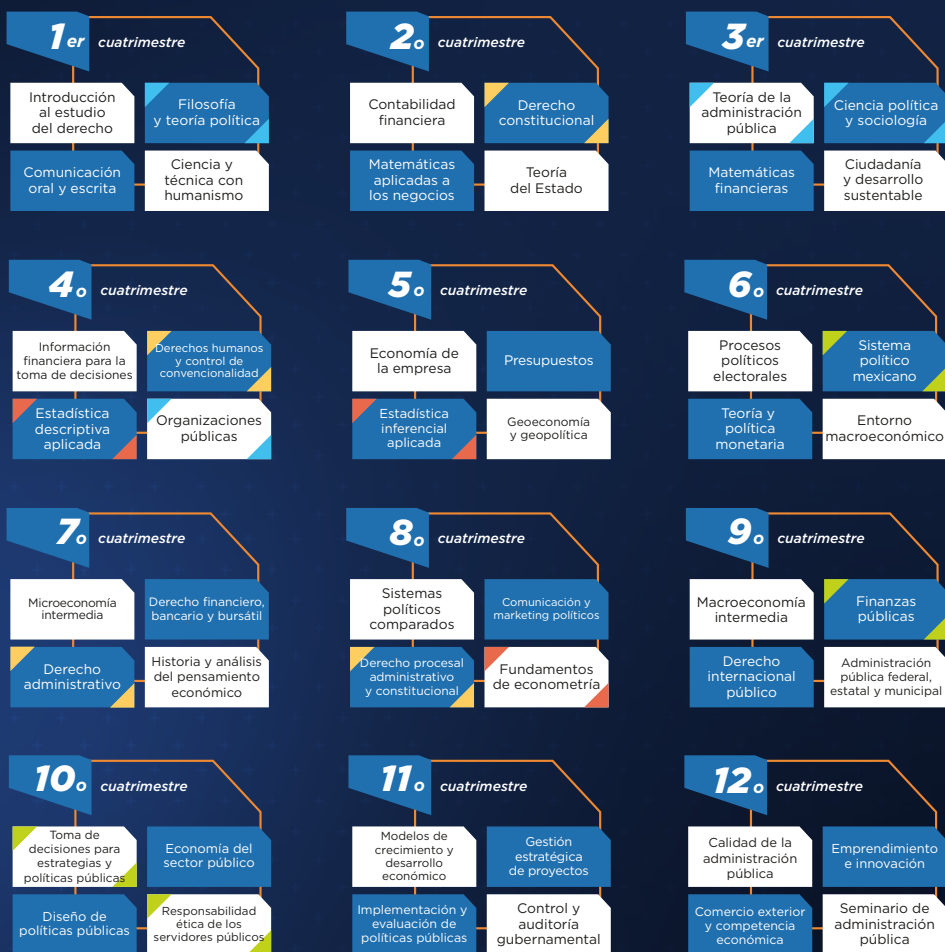 1er cuatrimestre
Introducción
al estudio
del derecho
Filosofía
y teoría política
Comunicación
oral y escrita
Ciencia y
técnica con
humanismo
2o cuatrimestre
Contabilidad
financiera
Derecho
constitucional
Matemáticas
aplicadas a
los negocios
Teoría
del Estado
3er cuatrimestre
Teoría de la
administración
pública
Ciencia política
y sociología
Matemáticas
financieras
Ciudadanía
y desarrollo
sustentable
4o cuatrimestre
Información
financiera para la
toma de decisiones
Derechos humanos
y control de
convencionalidad
Estadística
descriptiva
aplicada
Organizaciones
públicas
5o cuatrimestre
Economía de
la empresa
Presupuestos
Estadística
inferencial
aplicada
Geoeconomía
y geopolítica
6o cuatrimestre
Procesos
políticos
electorales
Sistema
político
mexicano
Teoría y
política
monetaria
Entorno
macroeconómico
7o cuatrimestre
Microeconomía
intermedia
Derecho financiero,
bancario y bursátil
Derecho
administrativo
Historia y análisis
del pensamiento
económico
8o cuatrimestre
Sistemas
políticos
comparados
Comunicación y
marketing políticos
Derecho procesal
administrativo
y constitucional
Fundamentos
de econometría
9o cuatrimestre
Macroeconomía
intermedia
Finanzas
públicas
Derecho
internacional
público
Administración
pública federal,
estatal y municipal
10o cuatrimestre
Toma de
decisiones para
estrategias y
políticas públicas
Economía del
sector público
Diseño de
políticas públicas
Responsabilidad
ética de los
servidores públicos
11o cuatrimestre
Modelos de
crecimiento y
desarrollo
económico
Gestión
estratégica
de proyectos
Implementación y
evaluación de
políticas públicas
Control y
auditoría
gubernamental
12o cuatrimestre
Calidad de la
administración
pública
Emprendimiento
e innovación
Comercio exterior
y competencia
económica
Seminario de
administración
pública